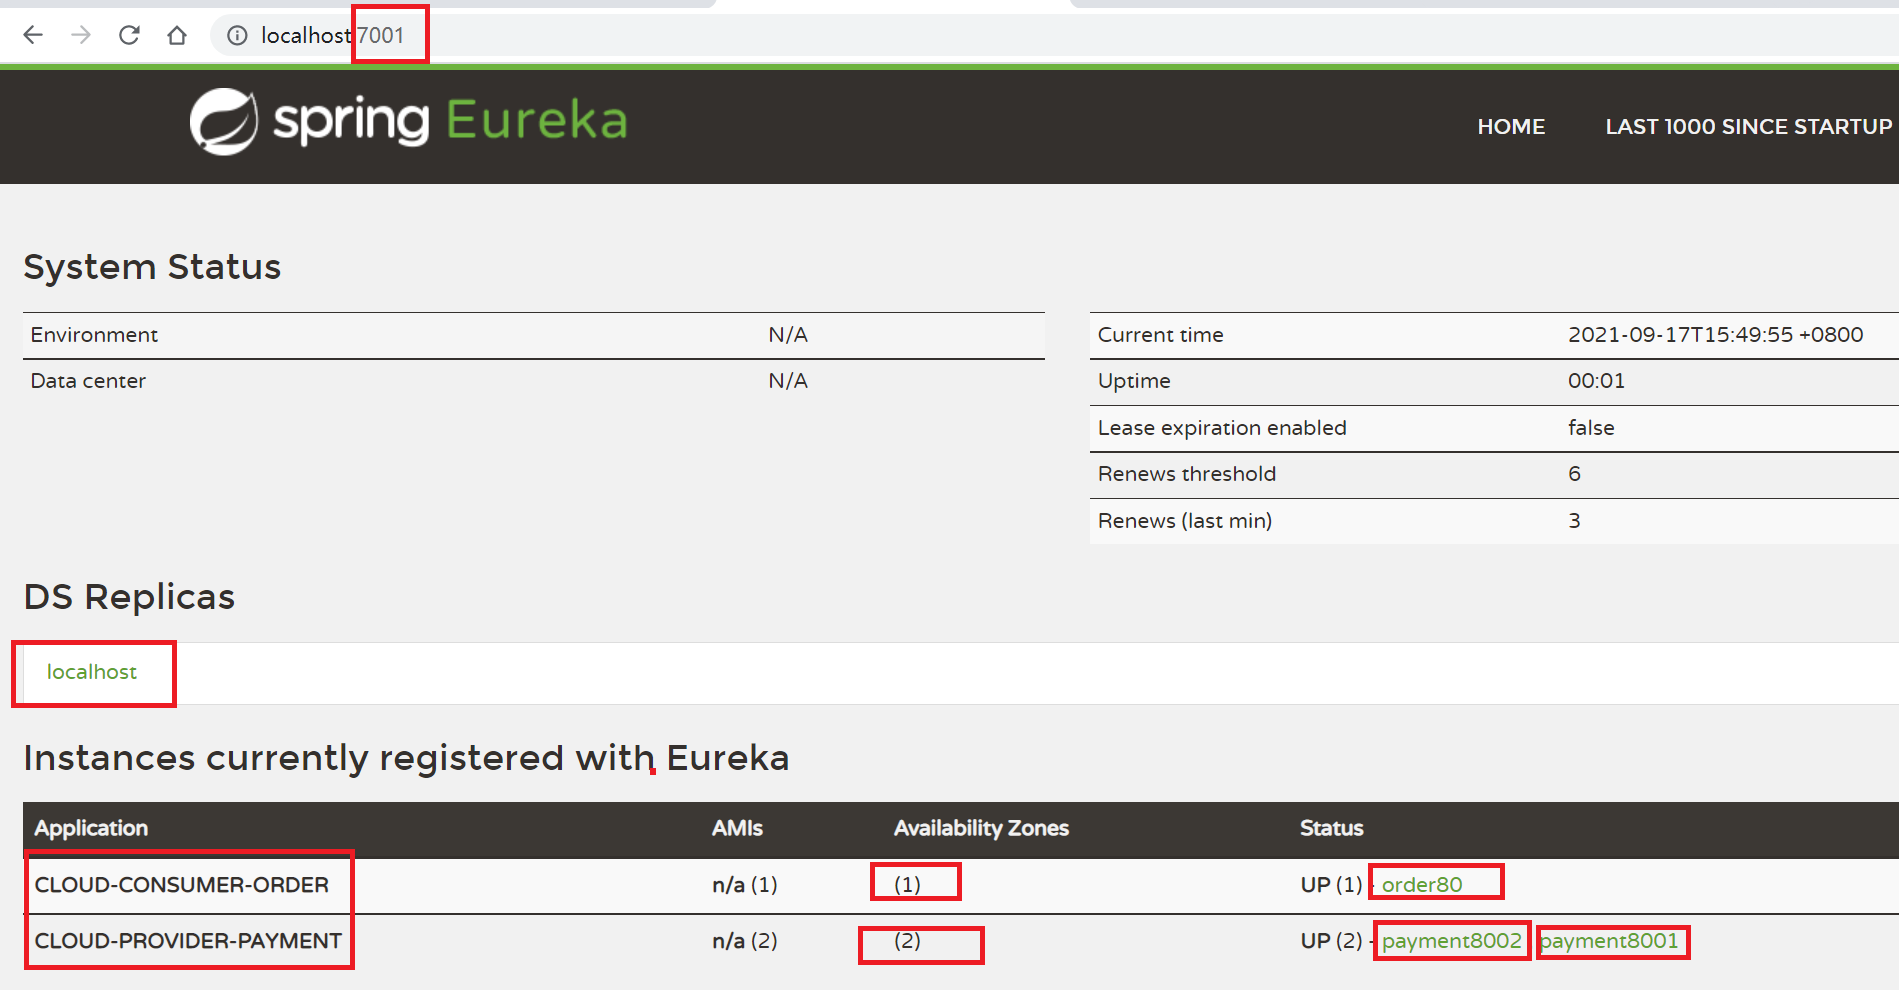 localhost:7001
spring Eureka
HOME LAST 1000 SINCE STARTUP
System Status
Environment N/A
Data center N/A
Current time 2021-09-17T15:49:55 +0800
Uptime 00:01
Lease expiration enabled false
Renews threshold 6
Renews (last min) 3
DS Replicas
localhost
Instances currently registered with Eureka
Application AMIs Availability Zones Status
CLOUD-CONSUMER-ORDER n/a (1) (1) UP (1) - order80
CLOUD-PROVIDER-PAYMENT n/a (2) (2) UP (2) - payment8002 payment8001